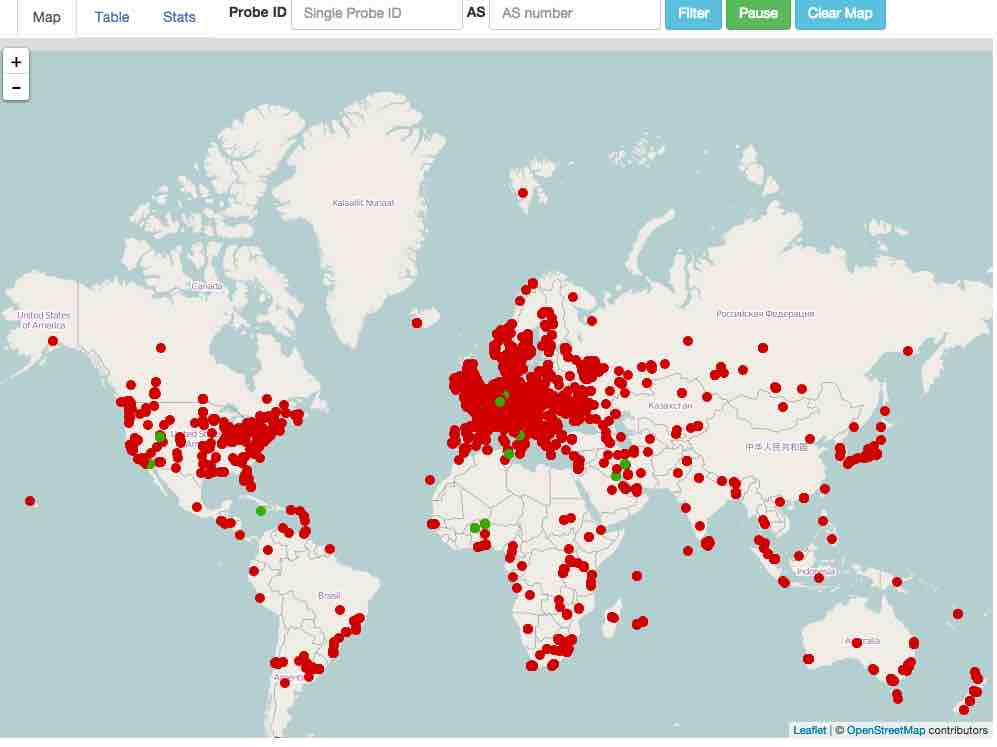 Map Table Stats Probe ID Single Probe ID AS AS number Filter Pause Clear Map
+
-
Kalaallit Nunaat
Canada
United States
of America
Российская Федерация
Казахстан
United
中华人民共和国
Indonesia
Brasil
Leaflet | © OpenStreetMap contributors